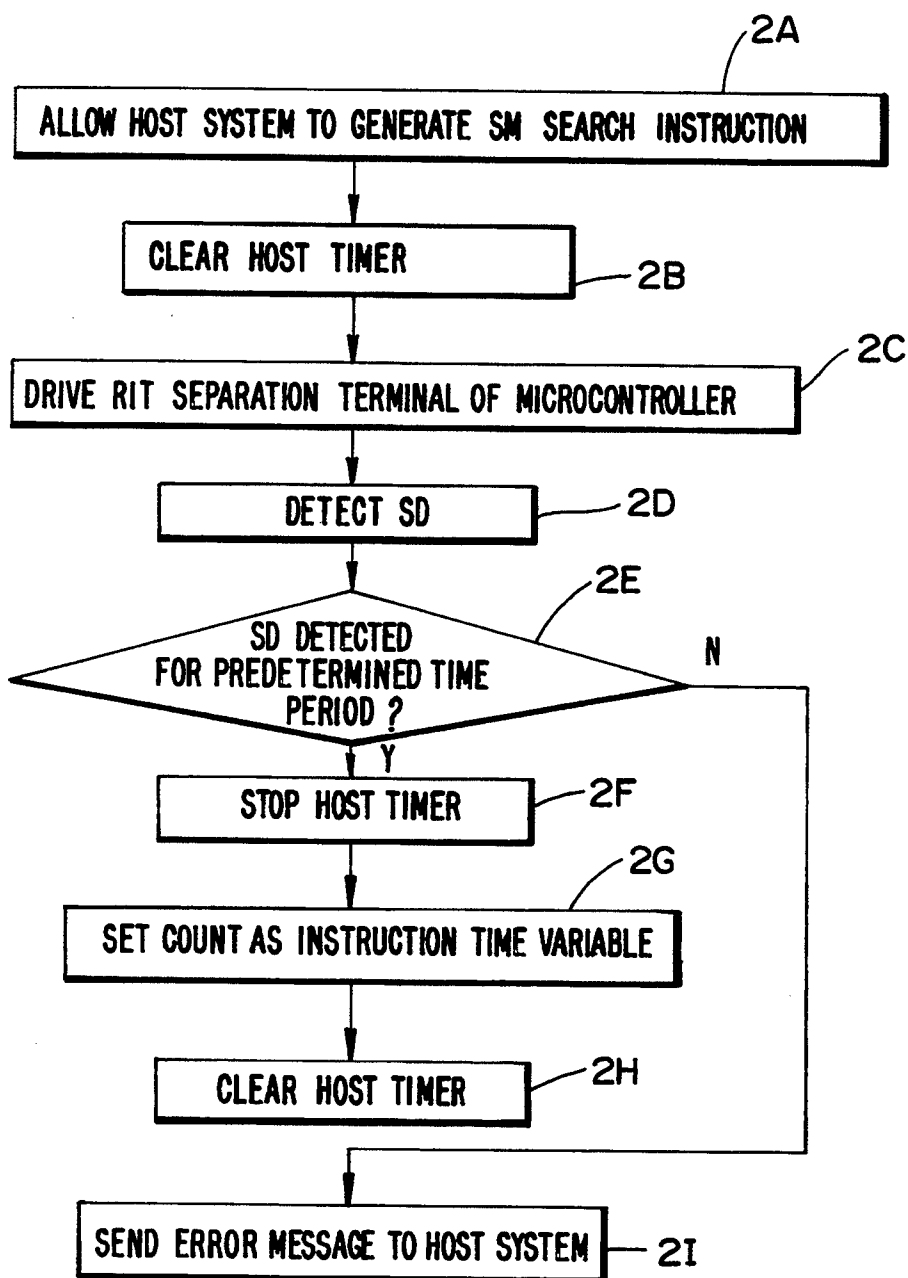 2A
ALLOW HOST SYSTEM TO GENERATE SM SEARCH INSTRUCTION
CLEAR HOST TIMER
2B
2C
DRIVE RIT SEPARATION TERMINAL OF MICROCONTROLLER
DETECT SD
2D
2E
SD DETECTED
FOR PREDETERMINED TIME
PERIOD ?
N
Y
STOP HOST TIMER
2F
2G
SET COUNT AS INSTRUCTION TIME VARIABLE
CLEAR HOST TIMER
2H
SEND ERROR MESSAGE TO HOST SYSTEM
2I